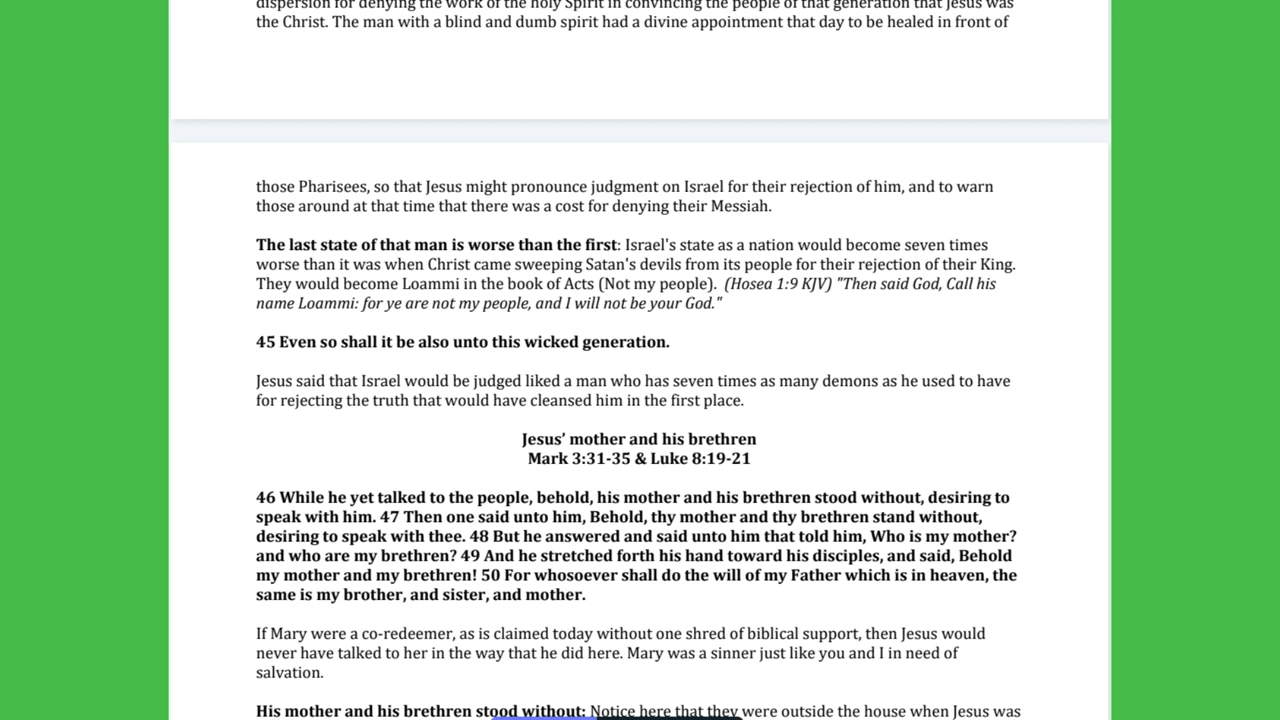 dispersion for denying the work of the holy Spirit in convincing the people of that generation that Jesus was
the Christ. The man with a blind and dumb spirit had a divine appointment that day to be healed in front of
those Pharisees, so that Jesus might pronounce judgment on Israel for their rejection of him, and to warn
those around at that time that there was a cost for denying their Messiah.
The last state of that man is worse than the first: Israel's state as a nation would become seven times
worse than it was when Christ came sweeping Satan's devils from its people for their rejection of their King.
They would become Loammi in the book of Acts (Not my people). (Hosea 1:9 KJV) "Then said God, Call his
name Loammi: for ye are not my people, and I will not be your God."
45 Even so shall it be also unto this wicked generation.
Jesus said that Israel would be judged liked a man who has seven times as many demons as he used to have
for rejecting the truth that would have cleansed him in the first place.
Jesus’ mother and his brethren
Mark 3:31-35 & Luke 8:19-21
46 While he yet talked to the people, behold, his mother and his brethren stood without, desiring to
speak with him. 47 Then one said unto him, Behold, thy mother and thy brethren stand without,
desiring to speak with thee. 48 But he answered and said unto him that told him, Who is my mother?
and who are my brethren? 49 And he stretched forth his hand toward his disciples, and said, Behold
my mother and my brethren! 50 For whosoever shall do the will of my Father which is in heaven, the
same is my brother, and sister, and mother.
If Mary were a co-redeemer, as is claimed today without one shred of biblical support, then Jesus would
never have talked to her in the way that he did here. Mary was a sinner just like you and I in need of
salvation.
His mother and his brethren stood without: Notice here that they were outside the house when Jesus was